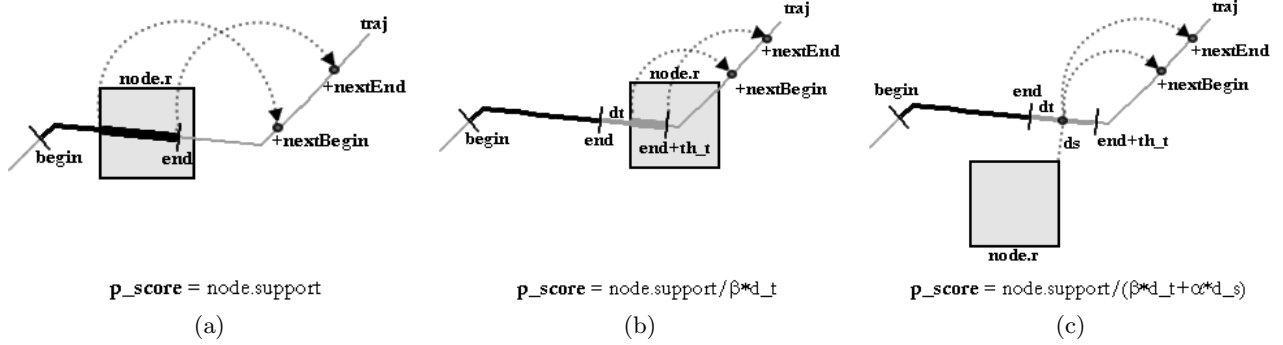 traj
+nextEnd
node.r
+nextBegin
begin
end
p_score = node.support
(a)
traj
+nextEnd
node.r
+nextBegin
begin
dt
end
end+th_t
p_score = node.support/β*d_t
(b)
traj
+nextEnd
+nextBegin
begin
end
dt
ds
end+th_t
node.r
p_score = node.support/(β*d_t+α*d_s)
(c)